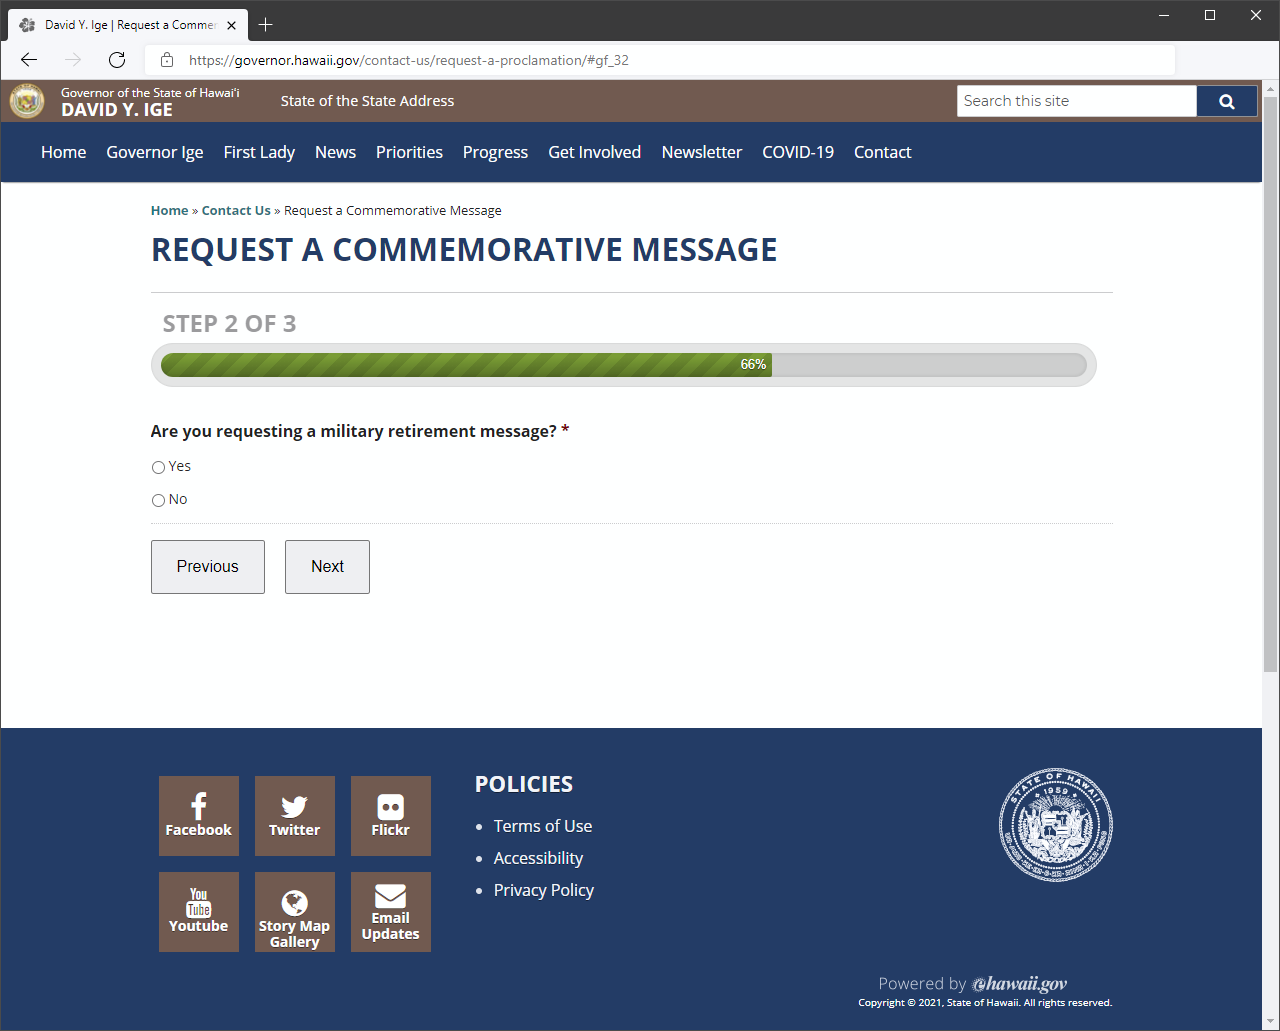 David Y. Ige | Request a Commer
https://governor.hawaii.gov/contact-us/request-a-proclamation/#gf_32
Governor of the State of Hawai'i
DAVID Y. IGE
State of the State Address
Search this site
Home Governor Ige First Lady News Priorities Progress Get Involved Newsletter COVID-19 Contact
Home » Contact Us » Request a Commemorative Message
REQUEST A COMMEMORATIVE MESSAGE
STEP 2 OF 3
66%
Are you requesting a military retirement message? *
Yes
No
Previous Next
Facebook Twitter Flickr
You Tube
Youtube
Story Map Gallery
Email Updates
POLICIES
• Terms of Use
• Accessibility
• Privacy Policy
STATE OF HAWAII
1959
Powered by ehawaii.gov
Copyright © 2021, State of Hawaii. All rights reserved.